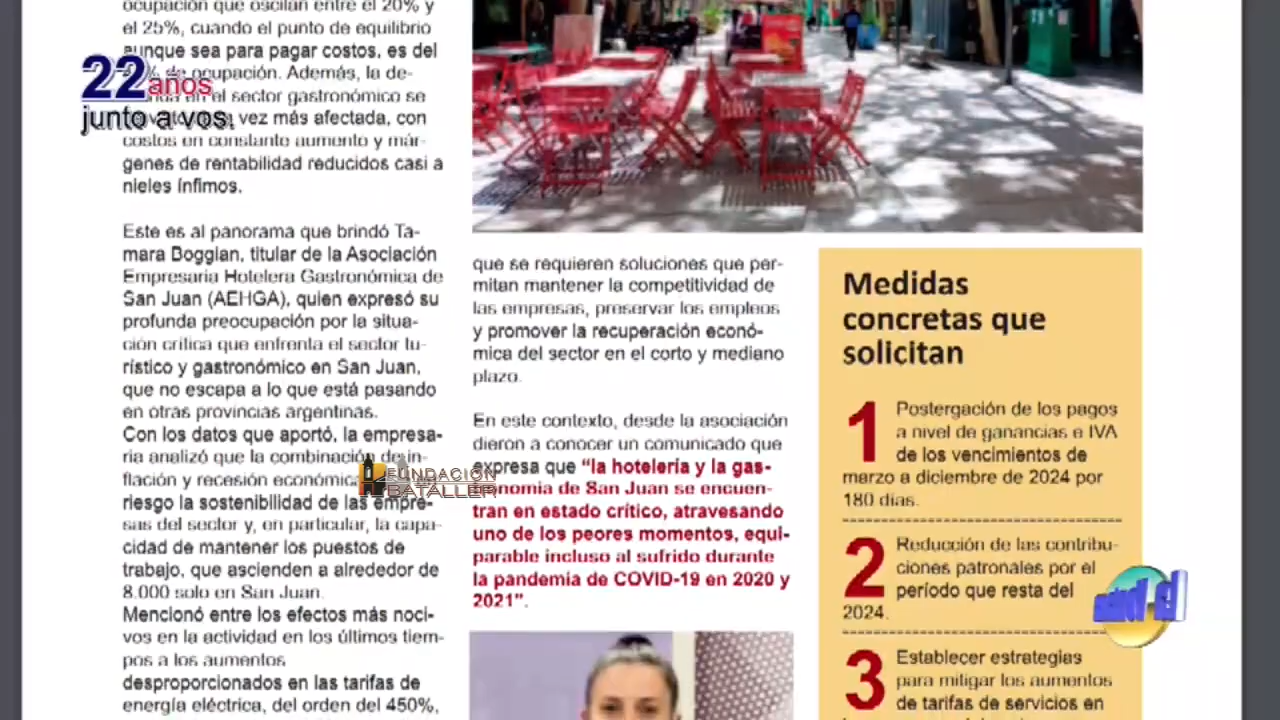 ocupación que oscilan entre el 20% y
el 25%, cuando el punto de equilibrio
aunque sea para pagar costos, es del
% de ocupación. Además, la de-
en el sector gastronómico se
vez más afectada, con
costos en constante aumento y már-
genes de rentabilidad reducidos casi a
nieles ínfimos.
22 años
junto a vos.
Este es al panorama que brindó Ta-
mara Boggian, titular de la Asociación
Empresaria Hotelera Gastronómica de
San Juan (AEHGA), quien expresó su
profunda preocupación por la situa-
ción crítica que enfrenta el sector tu-
rístico y gastronómico en San Juan,
que no escapa a lo que está pasando
en otras provincias argentinas.
Con los datos que aportó, la empresa-
ria analizó que la combinación de in-
flación y recesión económica
riesgo la sostenibilidad de las empre-
sas del sector y, en particular, la capa-
cidad de mantener los puestos de
trabajo, que ascienden a alrededor de
8.000 solo en San Juan.
Mencionó entre los efectos más noci-
vos en la actividad en los últimos tiem-
pos a los aumentos
desproporcionados en las tarifas de
energía eléctrica, del orden del 450%,
FUNDACIÓN
BATALLER
que se requieren soluciones que per-
mitan mantener la competitividad de
las empresas, preservar los empleos
y promover la recuperación econó-
mica del sector en el corto y mediano
plazo.
En este contexto, desde la asociación
dieron a conocer un comunicado que
expresa que “la hotelería y la gas-
tronomía de San Juan se encuen-
tran en estado crítico, atravesando
uno de los peores momentos, equi-
parable incluso al sufrido durante
la pandemia de COVID-19 en 2020 y
2021”.
Medidas
concretas que
solicitan
1 Postergación de los pagos
a nivel de ganancias e IVA
de los vencimientos de
marzo a diciembre de 2024 por
180 días.
2 Reducción de las contribu-
ciones patronales por el
período que resta del
2024.
3 Establecer estrategias
para mitigar los aumentos
de tarifas de servicios en